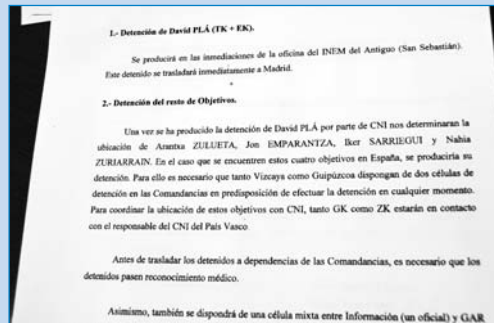 1.- Detención de David PLÁ (TK + EK).
Se producirá en las inmediaciones de la oficina del INEM del Antiguo (San Sebastián).
Este detenido se trasladará inmediatamente a Madrid.
2.- Detención del resto de Objetivos.
Una vez se ha producido la detención de David PLÁ por parte de CNI nos determinaran la
ubicación de Arantxa ZULUETA, Jon EMPARANTZA, Iker SARRIEGUI y Nahia
ZURIARRAIN. En el caso que se encuentren estos cuatro objetivos en España, se produciría su
detención. Para ello es necesario que tanto Vizcaya como Guipúzcoa dispongan de dos células de
detención en las Comandancias en predisposición de efectuar la detención en cualquier momento.
Para coordinar la ubicación de estos objetivos con CNI, tanto GK como ZK estarán en contacto
con el responsable del CNI del País Vasco.
Antes de trasladar los detenidos a dependencias de las Comandancias, es necesario que los
detenidos pasen reconocimiento médico.
Asimismo, también se dispondrá de una célula mixta entre Información (un oficial) y GAR